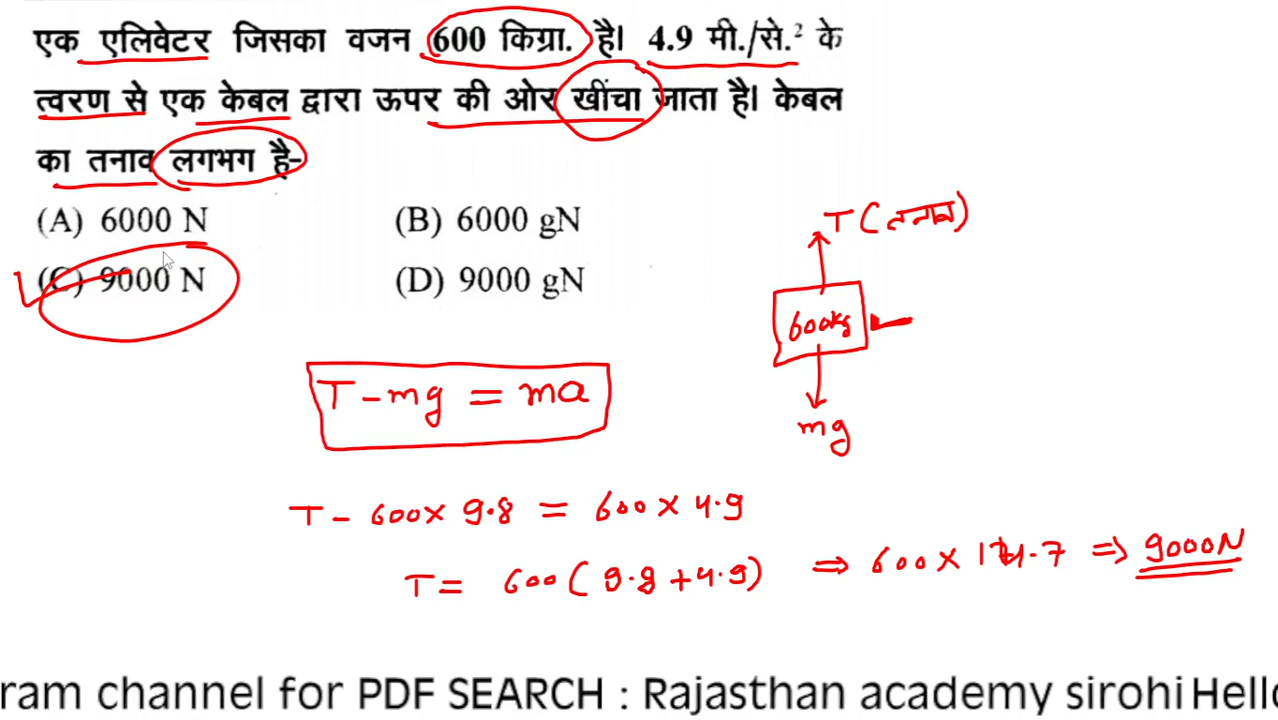 एक एलिवेटर जिसका वजन 600 किग्रा. है। 4.9 मी./से.² के
त्वरण से एक केबल द्वारा ऊपर की ओर खींचा जाता है। केबल
का तनाव लगभग है-
(A) 6000 N (B) 6000 gN
(C) 9000 N (D) 9000 gN
T (तनाव)
600kg
mg
T - mg = ma
T - 600 × 9.8 = 600 × 4.9
T = 600 ( 9.8 + 4.9) ⇒ 600 × 14.7 ⇒ 9000N
ram channel for PDF SEARCH : Rajasthan academy sirohi Hello